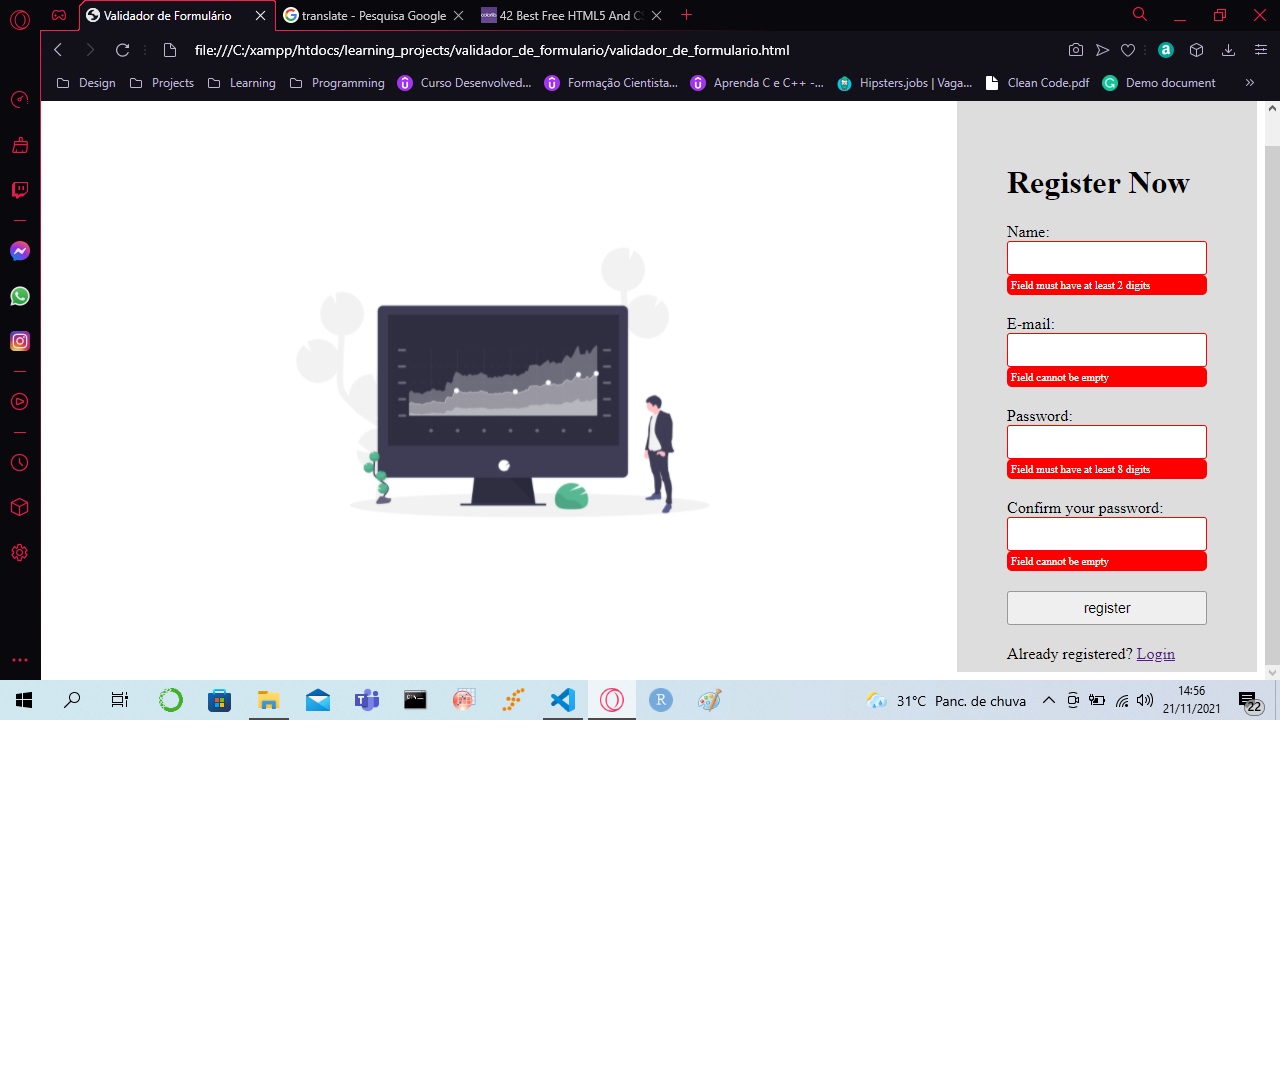 Validador de Formulário
translate - Pesquisa Google
colorlib
42 Best Free HTML5 And C
file:///C:/xampp/htdocs/learning_projects/validador_de_formulario/validador_de_formulario.html
Design
Projects
Learning
Programming
Curso Desenvolved...
Formação Cientista...
Aprenda C e C++ -...
Hipsters.jobs | Vaga...
Clean Code.pdf
Demo document
Register Now
Name:
Field must have at least 2 digits
E-mail:
Field cannot be empty
Password:
Field must have at least 8 digits
Confirm your password:
Field cannot be empty
register
Already registered? Login
31°C Panc. de chuva
14:56
21/11/2021
22